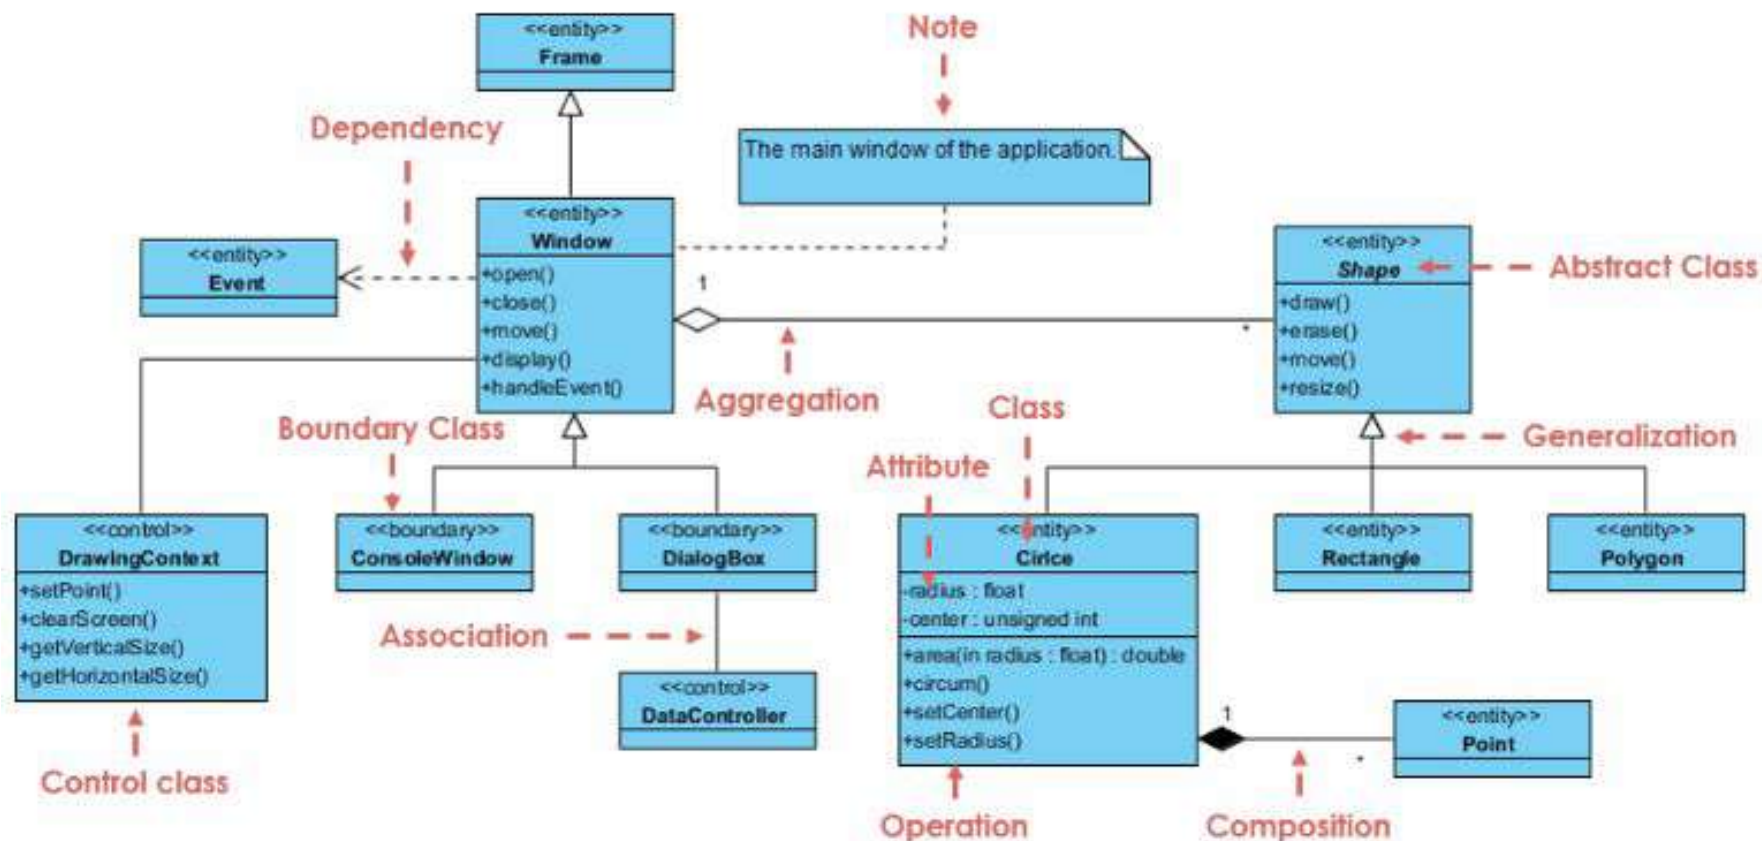 <<entity>>
Frame
Note
Dependency
The main window of the application.
<<entity>>
Window
+open()
+close()
+move()
+display()
+handleEvent()
<<entity>>
Event
1
*
Aggregation
<<entity>>
Shape
+draw()
+erase()
+move()
+resize()
Abstract Class
Generalization
Boundary Class
Class
Attribute
<<control>>
DrawingContext
+setPoint()
+clearScreen()
+getVerticalSize()
+getHorizontalSize()
Control class
<<boundary>>
ConsoleWindow
<<boundary>>
DialogBox
Association
<<control>>
DataController
<<entity>>
Cirlce
-radius : float
-center : unsigned int
+area(in radius : float) : double
+circum()
+setCenter()
+setRadius()
Operation
<<entity>>
Rectangle
<<entity>>
Polygon
1
*
Composition
<<entity>>
Point